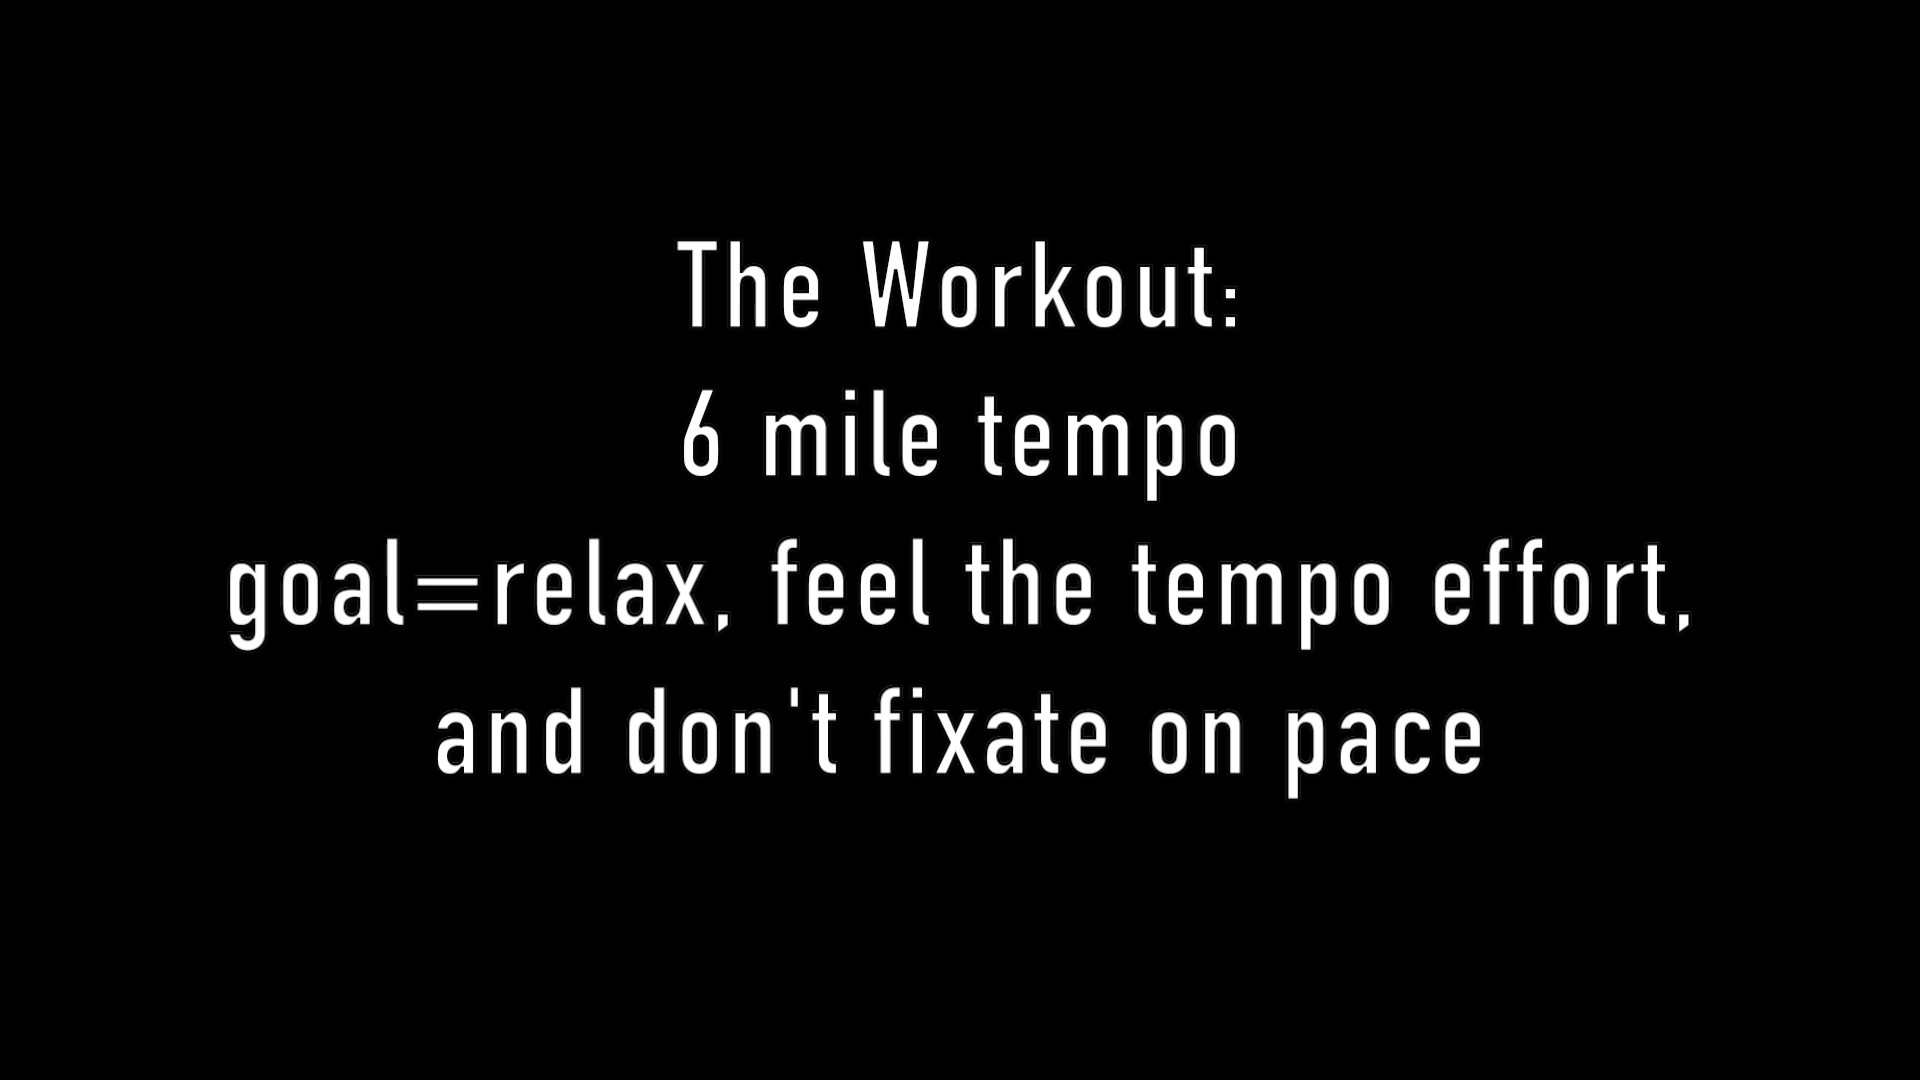 The Workout:
6 mile tempo
goal=relax, feel the tempo effort,
and don't fixate on pace